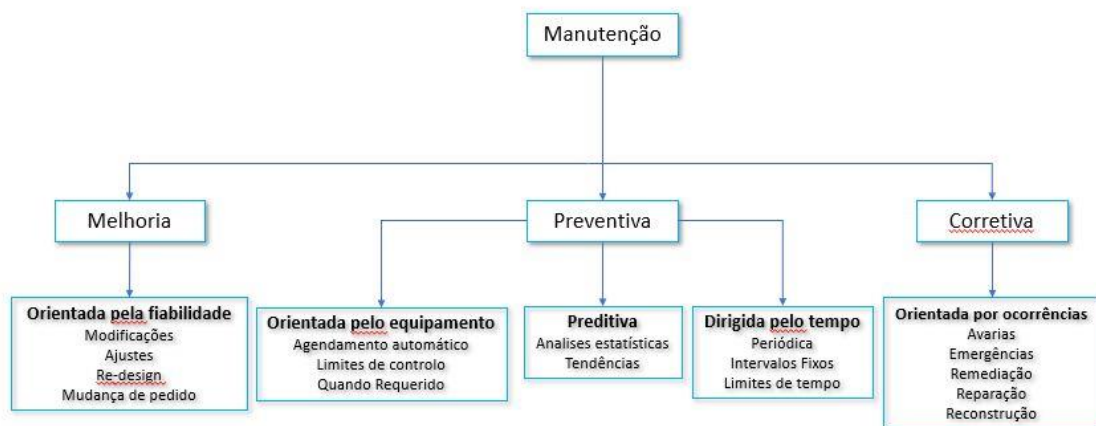 Manutenção
Melhoria
Preventiva
Corretiva
Orientada pela fiabilidade
Modificações
Ajustes
Re-design
Mudança de pedido
Orientada pelo equipamento
Agendamento automático
Limites de controlo
Quando Requerido
Preditiva
Analises estatísticas
Tendências
Dirigida pelo tempo
Periódica
Intervalos Fixos
Limites de tempo
Orientada por ocorrências
Avarias
Emergências
Remediação
Reparação
Reconstrução